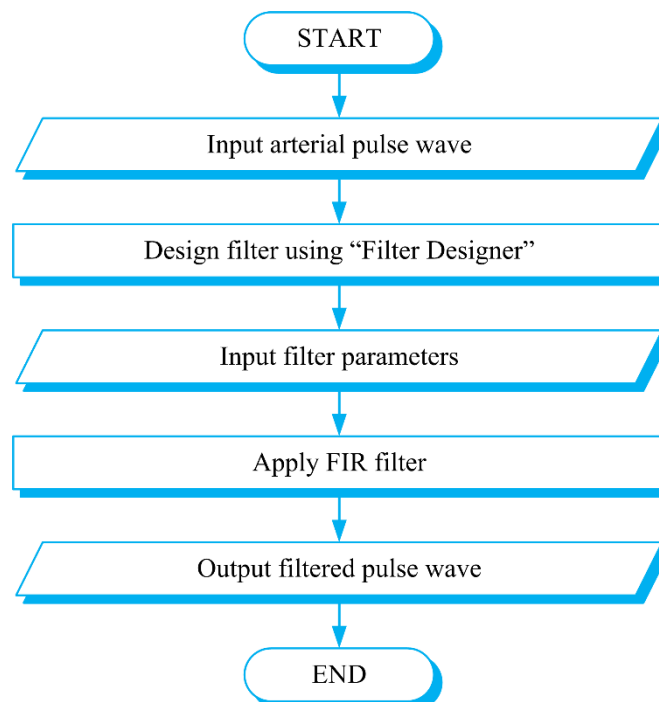 START
Input arterial pulse wave
Design filter using “Filter Designer”
Input filter parameters
Apply FIR filter
Output filtered pulse wave
END